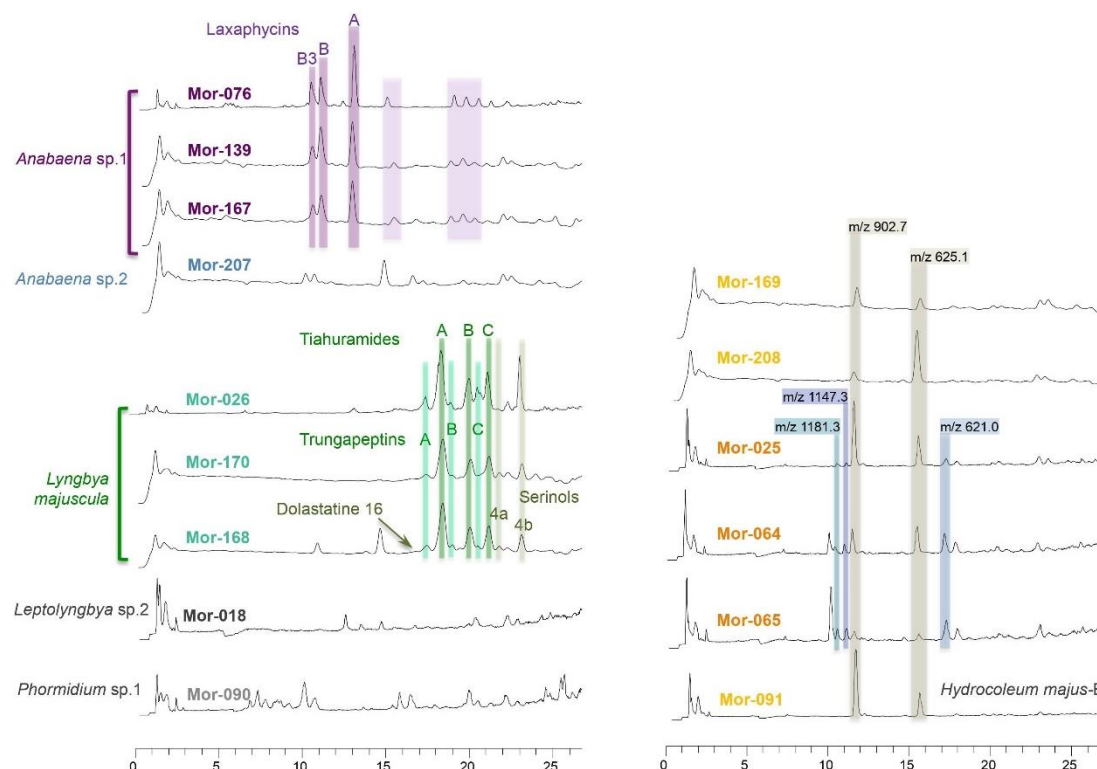 Laxaphycins
B3 B A
Mor-076
Anabaena sp.1
Mor-139
Mor-167
Anabaena sp.2
Mor-207
Tiahuramides
A B C
Mor-026
Trungapeptins
A B C
Lyngbya
majuscula
Mor-170
Dolastatine 16
Serinols
4a
4b
Mor-168
Leptolyngbya sp.2
Mor-018
Phormidium sp.1
Mor-090
0 5 10 15 20 25
m/z 902.7
m/z 625.1
Mor-169
Mor-208
m/z 1147.3
m/z 1181.3
m/z 621.0
Mor-025
Mor-064
Mor-065
Hydrocoleum majus-B
Mor-091
0 5 10 15 20 25